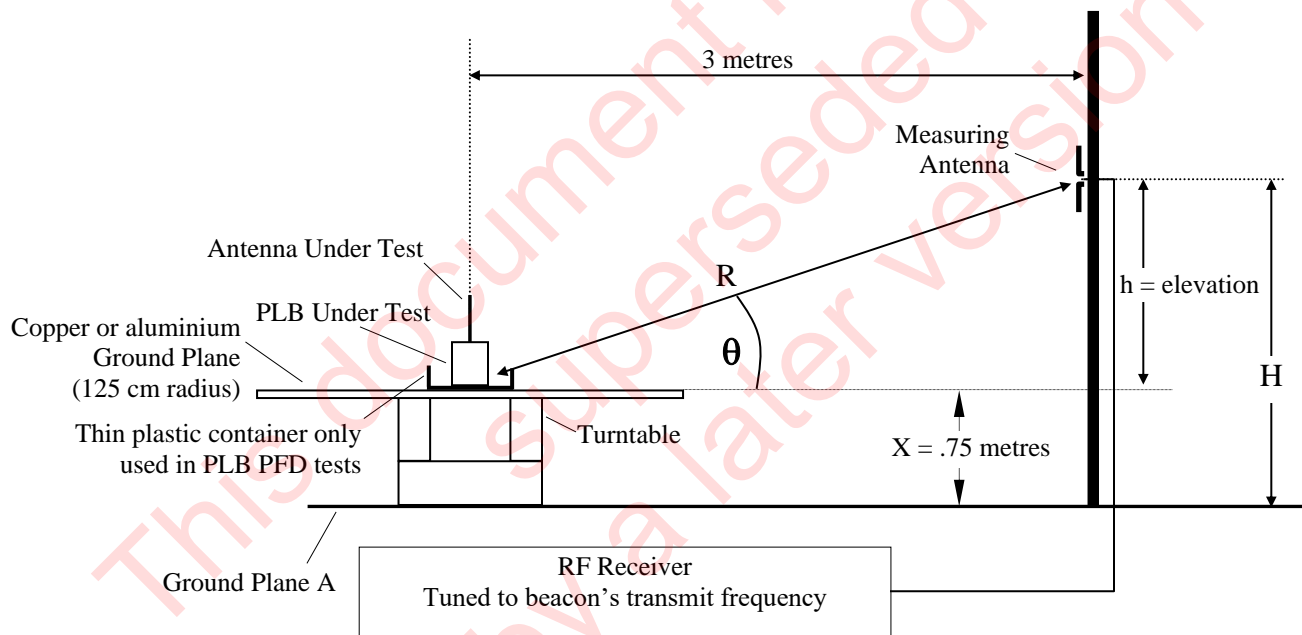 3 metres
Measuring
Antenna
Antenna Under Test
R
h = elevation
PLB Under Test
Copper or aluminium
Ground Plane
(125 cm radius)
θ
H
Thin plastic container only
used in PLB PFD tests
Turntable
X = .75 metres
Ground Plane A
RF Receiver
Tuned to beacon's transmit frequency
This document
superseded
by a later version